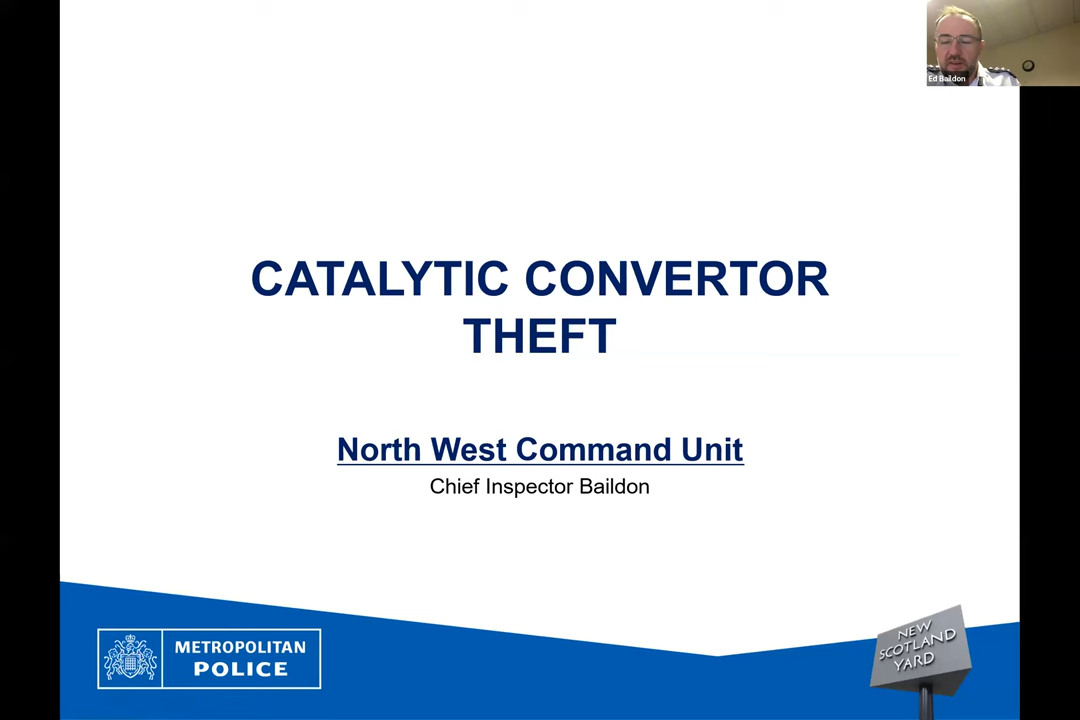 Ed Baildon
CATALYTIC CONVERTOR
THEFT
North West Command Unit
Chief Inspector Baildon
METROPOLITAN
POLICE
NEW
SCOTLAND
YARD